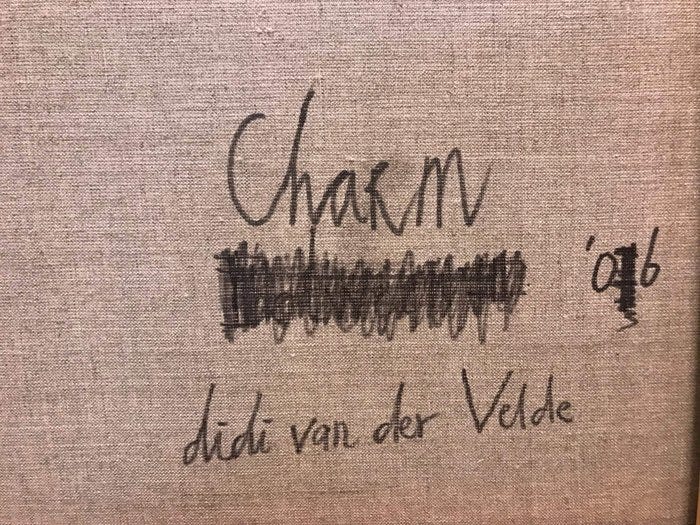 Charm
'06
didi van der Velde